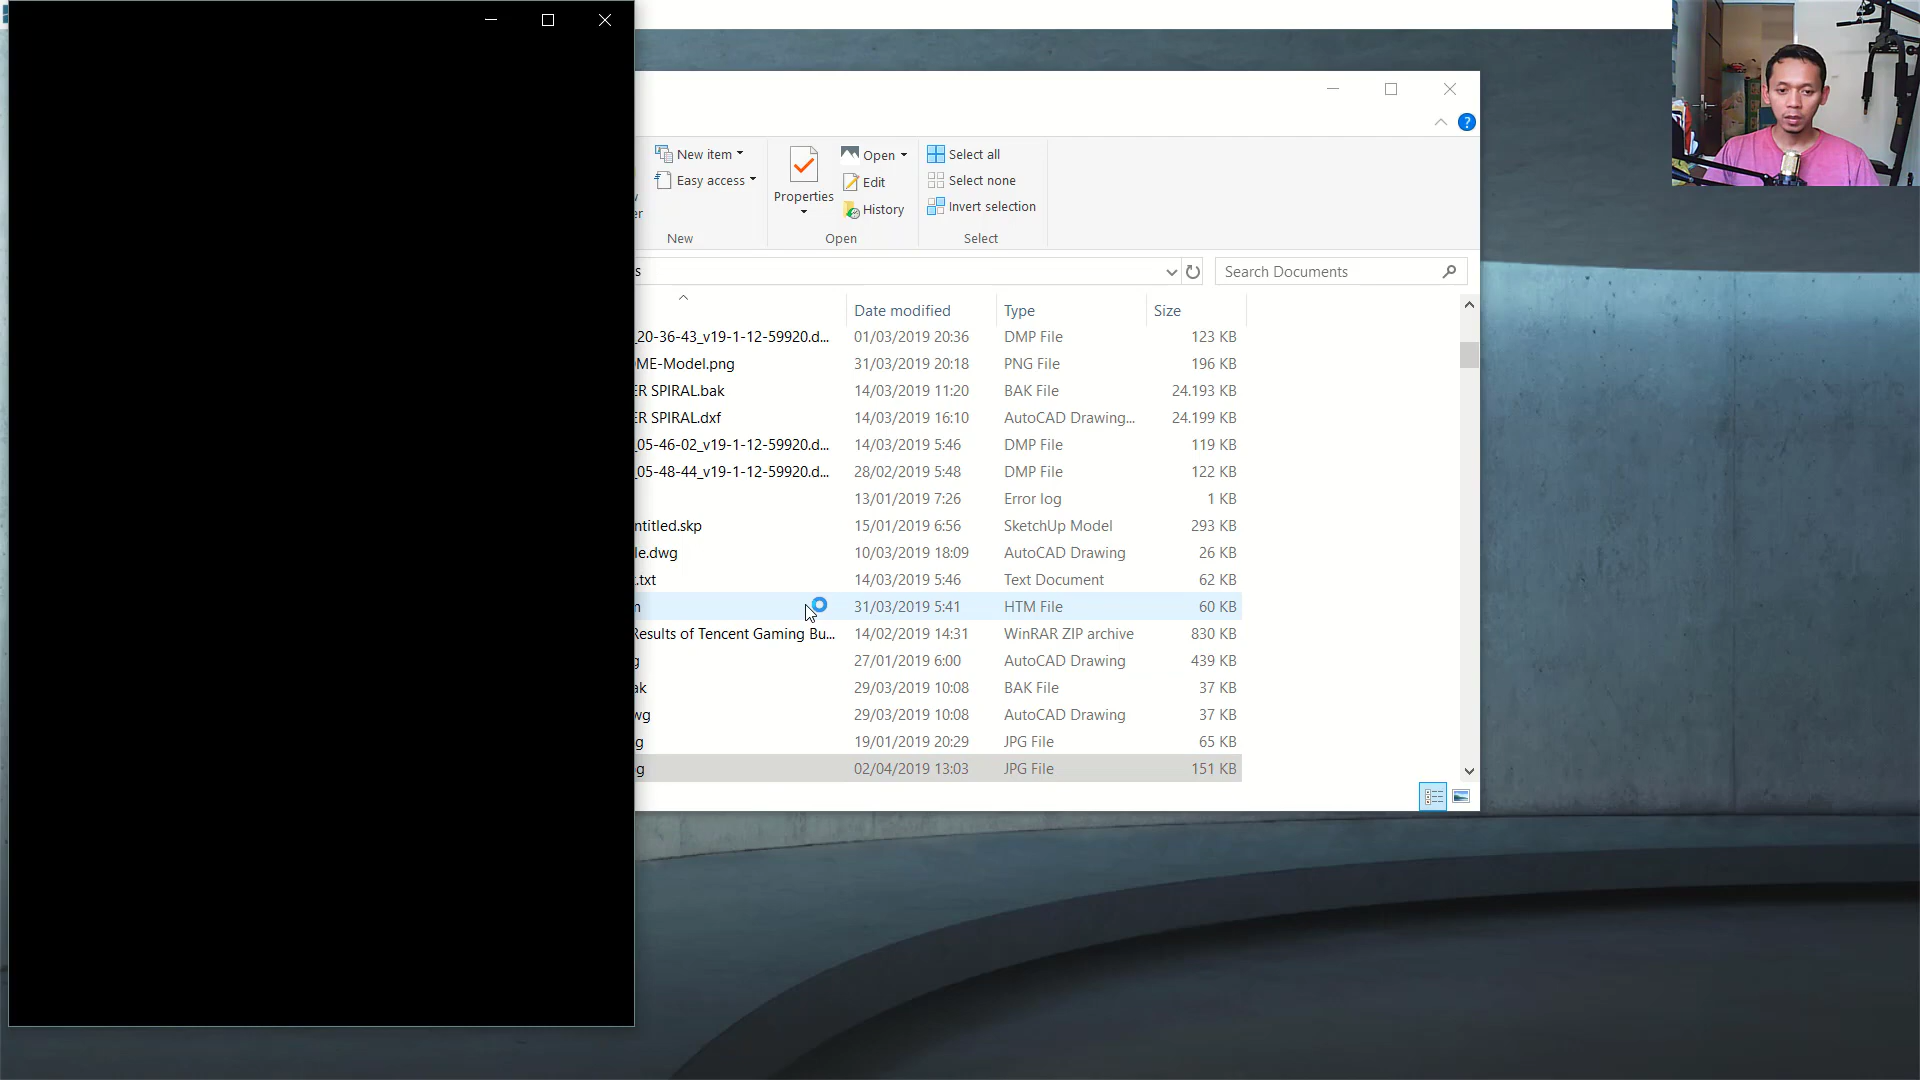 New item
Easy access
Properties
Open
Edit
History
Select all
Select none
Invert selection
New
Open
Select
s
Search Documents
Date modified
Type
Size
_20-36-43_v19-1-12-59920.d... 01/03/2019 20:36 DMP File 123 KB
ME-Model.png 31/03/2019 20:18 PNG File 196 KB
ER SPIRAL.bak 14/03/2019 11:20 BAK File 24.193 KB
ER SPIRAL.dxf 14/03/2019 16:10 AutoCAD Drawing... 24.199 KB
_05-46-02_v19-1-12-59920.d... 14/03/2019 5:46 DMP File 119 KB
_05-48-44_v19-1-12-59920.d... 28/02/2019 5:48 DMP File 122 KB
13/01/2019 7:26 Error log 1 KB
ntitled.skp 15/01/2019 6:56 SketchUp Model 293 KB
le.dwg 10/03/2019 18:09 AutoCAD Drawing 26 KB
.txt 14/03/2019 5:46 Text Document 62 KB
31/03/2019 5:41 HTM File 60 KB
Results of Tencent Gaming Bu... 14/02/2019 14:31 WinRAR ZIP archive 830 KB
g 27/01/2019 6:00 AutoCAD Drawing 439 KB
ak 29/03/2019 10:08 BAK File 37 KB
wg 29/03/2019 10:08 AutoCAD Drawing 37 KB
g 19/01/2019 20:29 JPG File 65 KB
g 02/04/2019 13:03 JPG File 151 KB